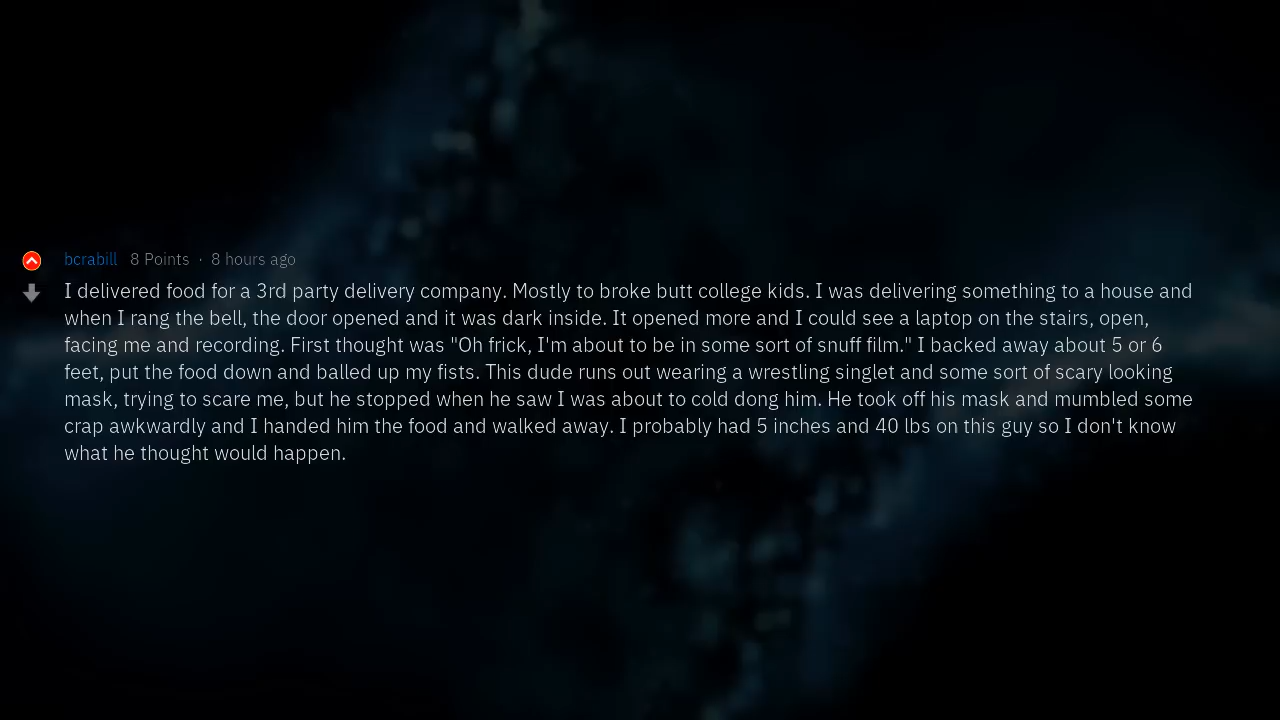 bcrabill 8 Points · 8 hours ago
I delivered food for a 3rd party delivery company. Mostly to broke butt college kids. I was delivering something to a house and
when I rang the bell, the door opened and it was dark inside. It opened more and I could see a laptop on the stairs, open,
facing me and recording. First thought was "Oh frick, I'm about to be in some sort of snuff film." I backed away about 5 or 6
feet, put the food down and balled up my fists. This dude runs out wearing a wrestling singlet and some sort of scary looking
mask, trying to scare me, but he stopped when he saw I was about to cold dong him. He took off his mask and mumbled some
crap awkwardly and I handed him the food and walked away. I probably had 5 inches and 40 lbs on this guy so I don't know
what he thought would happen.